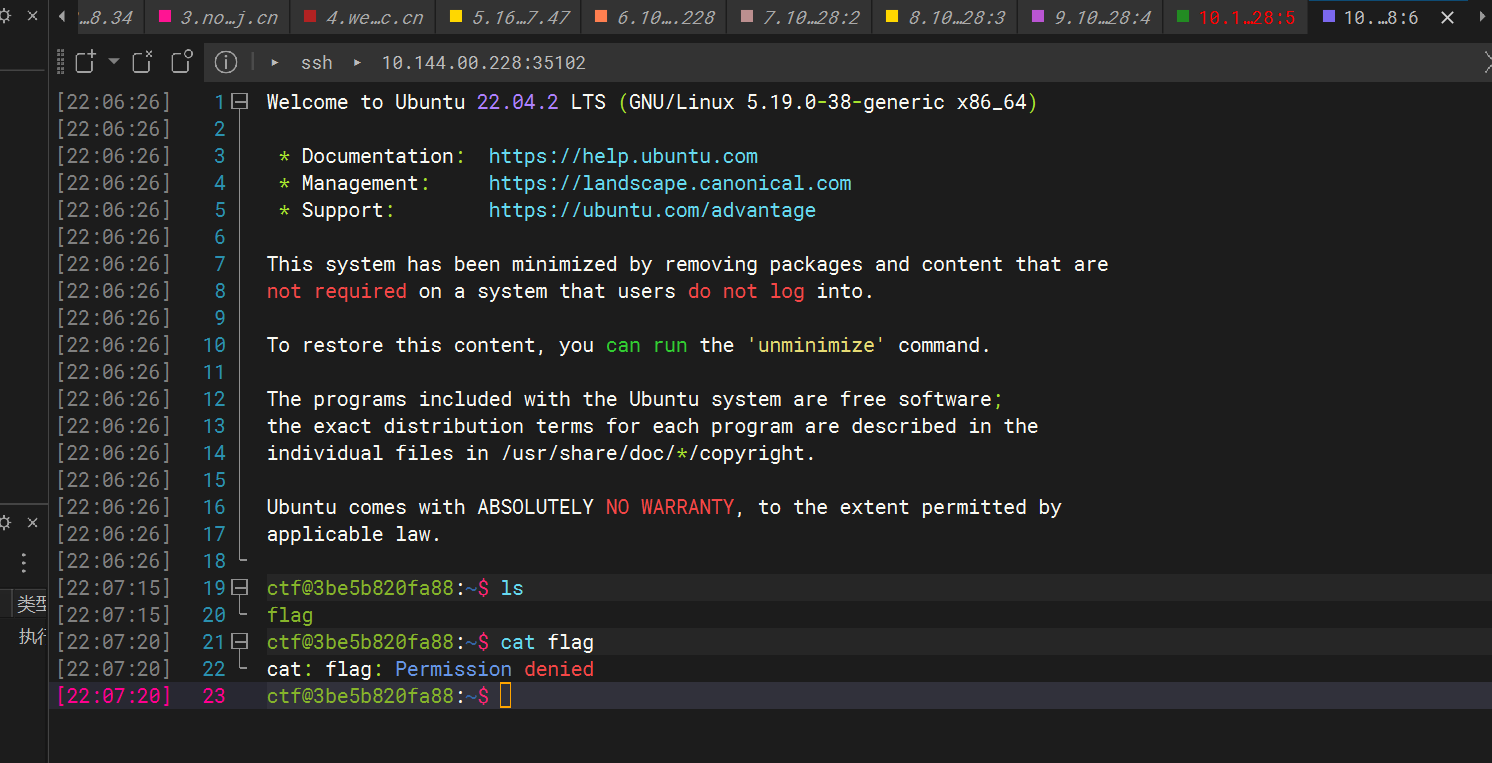 …8.34 3.no…j.cn 4.we…c.cn 5.16…7.47 6.10….228 7.10…28:2 8.10…28:3 9.10…28:4 10.1…28:5 10.…8:6
ssh 10.144.00.228:35102
[22:06:26] 1 Welcome to Ubuntu 22.04.2 LTS (GNU/Linux 5.19.0-38-generic x86_64)
[22:06:26] 2
[22:06:26] 3 * Documentation: https://help.ubuntu.com
[22:06:26] 4 * Management: https://landscape.canonical.com
[22:06:26] 5 * Support: https://ubuntu.com/advantage
[22:06:26] 6
[22:06:26] 7 This system has been minimized by removing packages and content that are
[22:06:26] 8 not required on a system that users do not log into.
[22:06:26] 9
[22:06:26] 10 To restore this content, you can run the 'unminimize' command.
[22:06:26] 11
[22:06:26] 12 The programs included with the Ubuntu system are free software;
[22:06:26] 13 the exact distribution terms for each program are described in the
[22:06:26] 14 individual files in /usr/share/doc/*/copyright.
[22:06:26] 15
[22:06:26] 16 Ubuntu comes with ABSOLUTELY NO WARRANTY, to the extent permitted by
[22:06:26] 17 applicable law.
[22:06:26] 18
[22:07:15] 19 ctf@3be5b820fa88:~$ ls
[22:07:15] 20 flag
[22:07:20] 21 ctf@3be5b820fa88:~$ cat flag
[22:07:20] 22 cat: flag: Permission denied
[22:07:20] 23 ctf@3be5b820fa88:~$
类型
执行